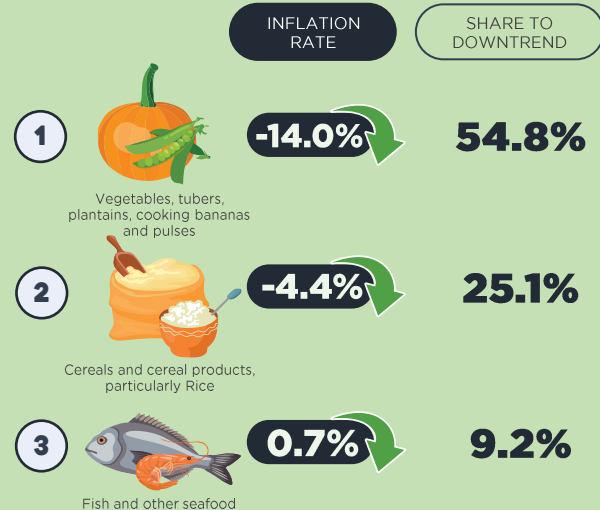 INFLATION
RATE
SHARE TO
DOWNTREND
1
-14.0%
54.8%
Vegetables, tubers,
plantains, cooking bananas
and pulses
2
-4.4%
25.1%
Cereals and cereal products,
particularly Rice
3
0.7%
9.2%
Fish and other seafood